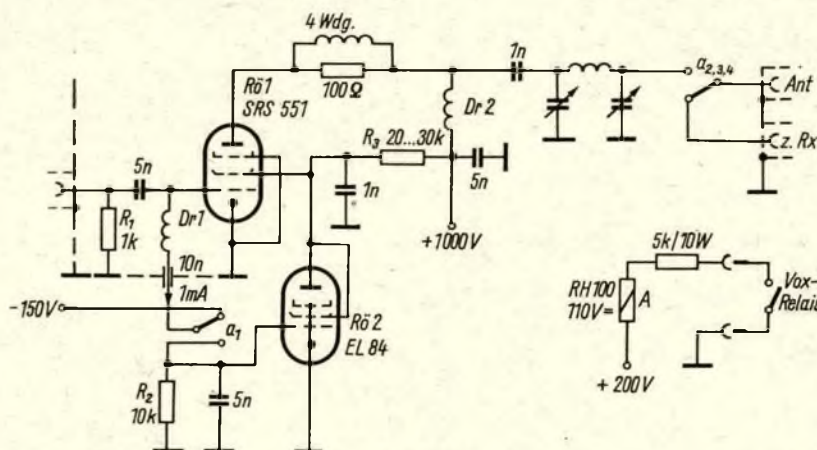 4 Wdg.
100Ω
1n
a2,3,4
Ant
z. Rx
Rö1
SRS 551
Dr2
R3 20...30k
5n
1n
+1000V
5n
R1
1k
Dr1
10n
1mA
-150V
a1
Rö2
EL 84
R2
10k
5n
5k/10W
RH100
110V=
A
Vox-
Relais
+200V